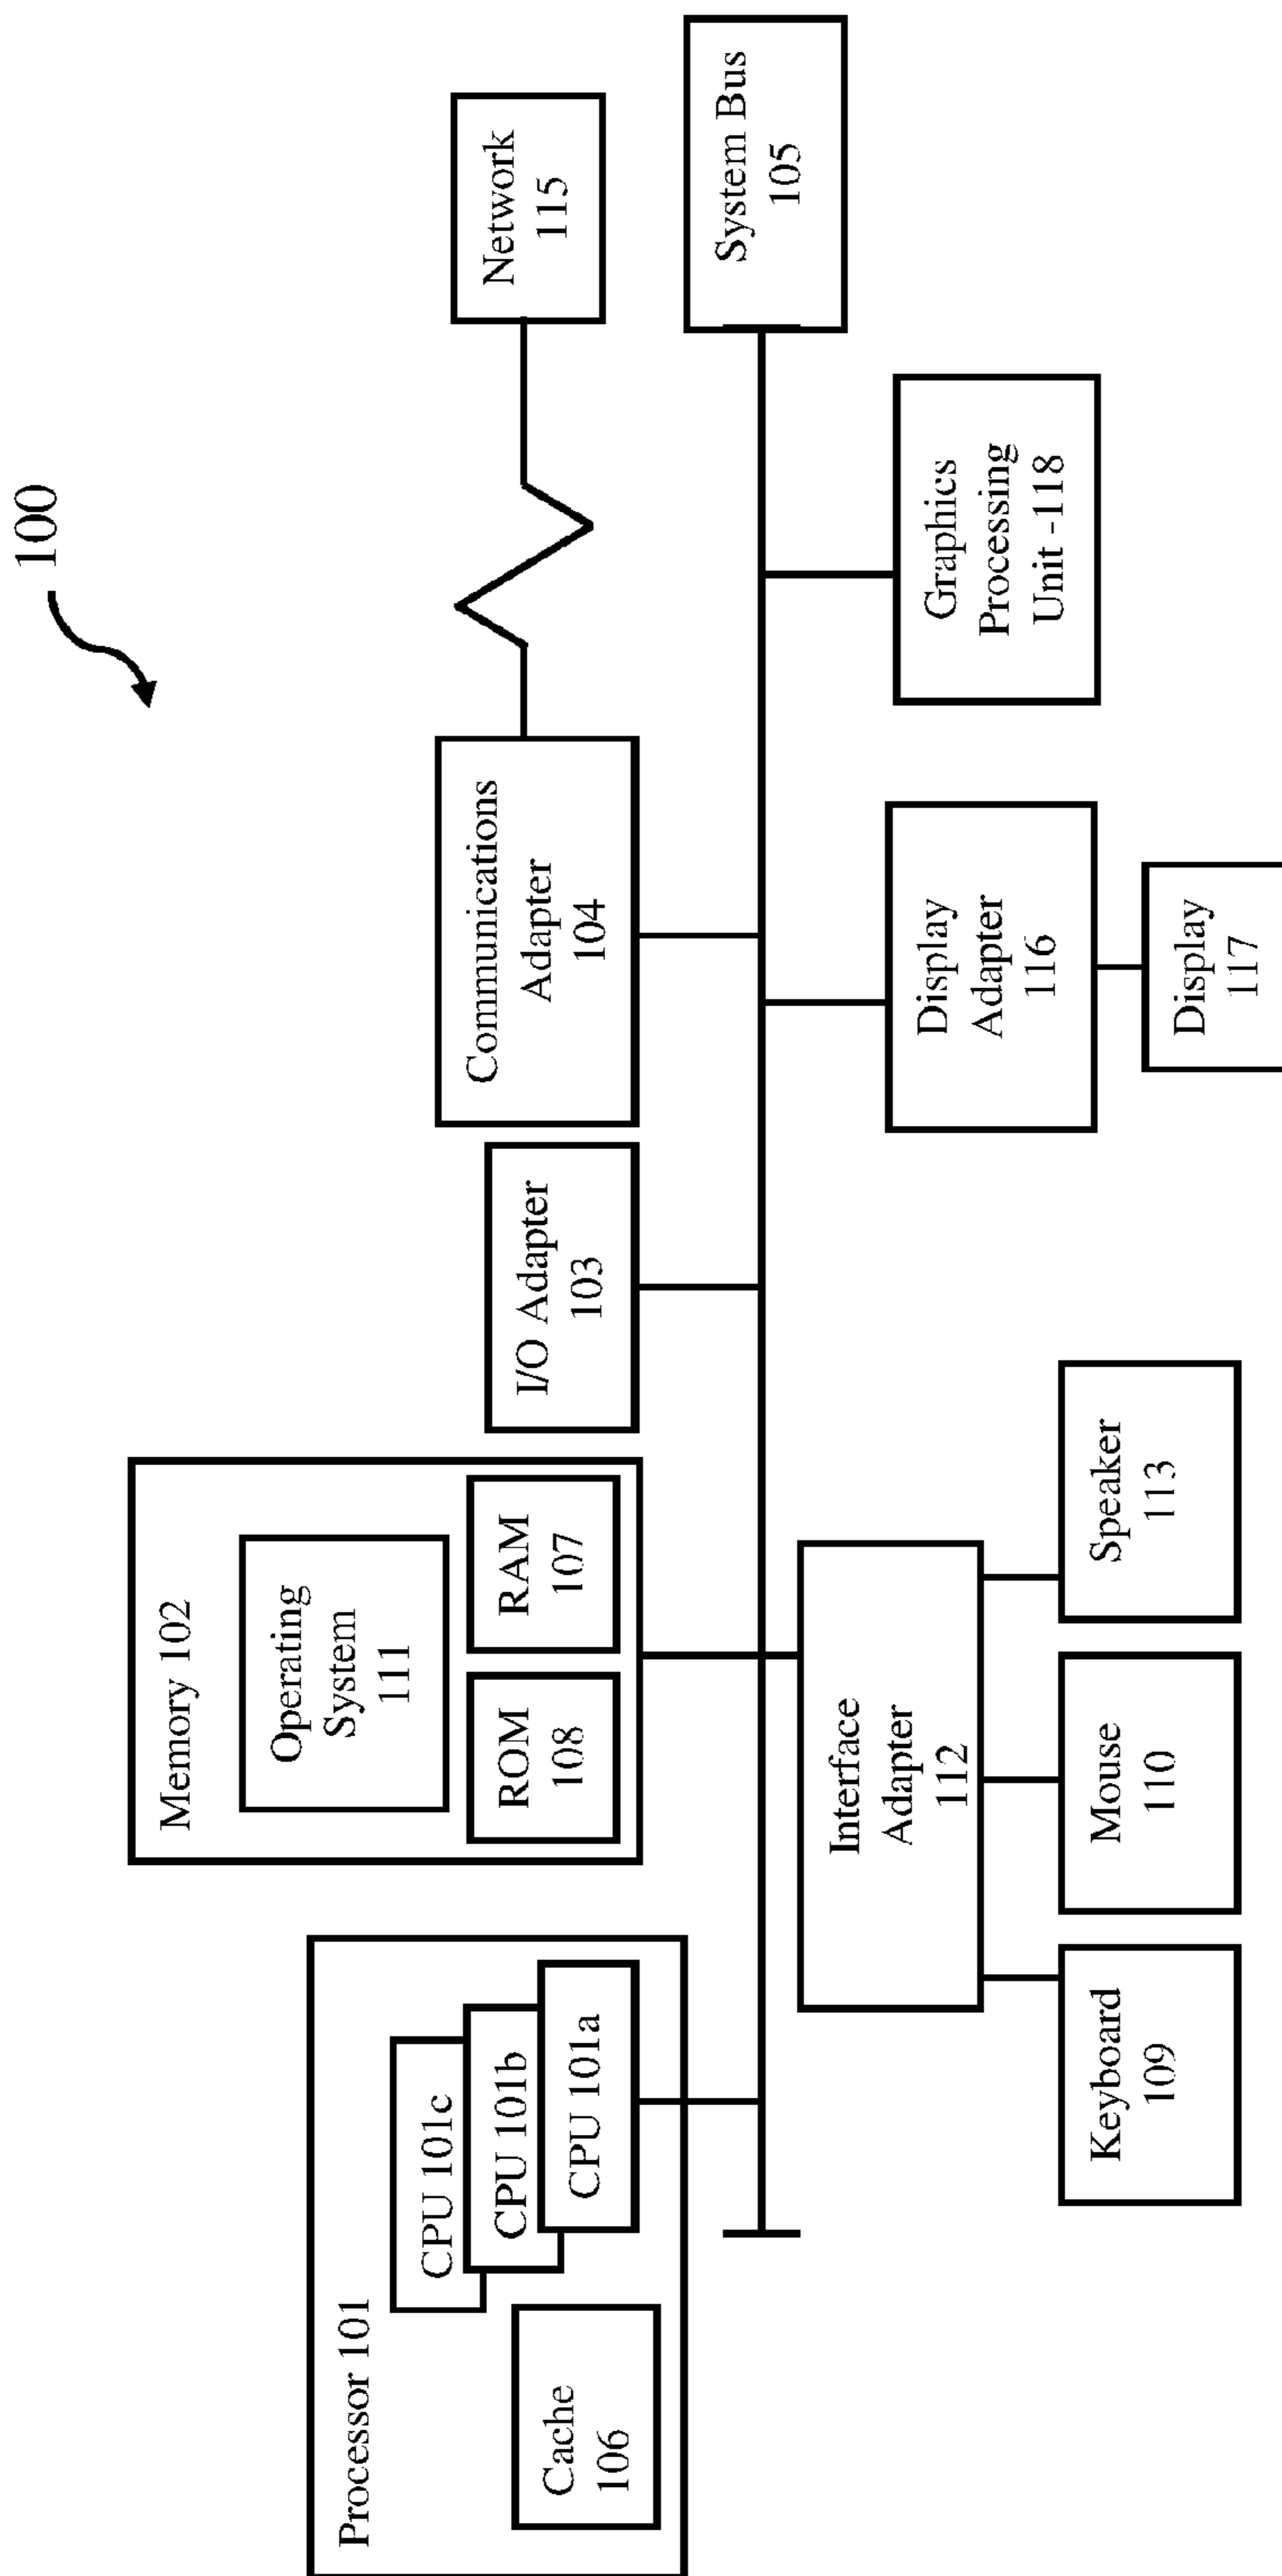 100
Processor 101
Cache
106
CPU 101c
CPU 101b
CPU 101a
Memory 102
Operating
System
111
ROM
108
RAM
107
I/O Adapter
103
Communications
Adapter
104
Network
115
System Bus
105
Interface
Adapter
112
Keyboard
109
Mouse
110
Speaker
113
Display
Adapter
116
Display
117
Graphics
Processing
Unit -118